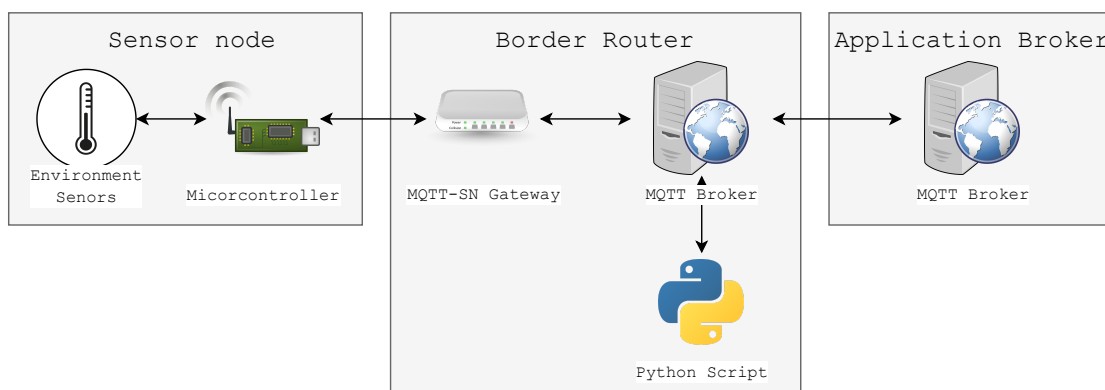 Sensor node
Environment
Senors
Micorcontroller
Border Router
MQTT-SN Gateway
MQTT Broker
Python Script
Application Broker
MQTT Broker